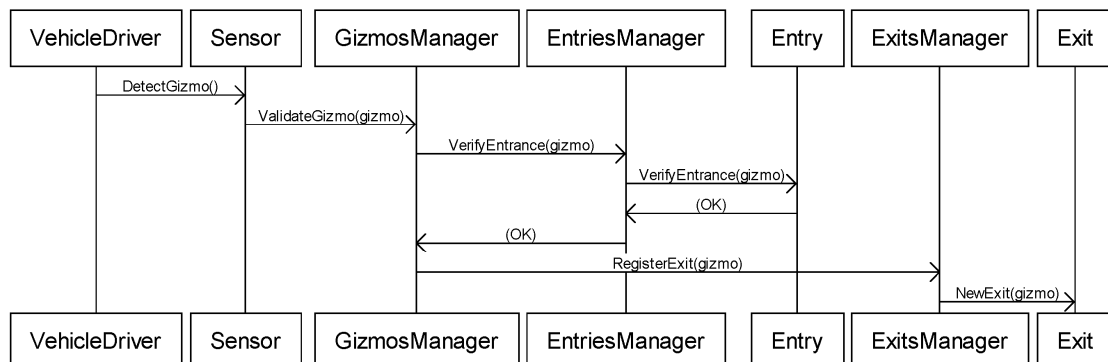 VehicleDriver Sensor GizmosManager EntriesManager Entry ExitsManager Exit
DetectGizmo()
ValidateGizmo(gizmo)
VerifyEntrance(gizmo)
VerifyEntrance(gizmo)
(OK)
(OK)
RegisterExit(gizmo)
NewExit(gizmo)
VehicleDriver Sensor GizmosManager EntriesManager Entry ExitsManager Exit